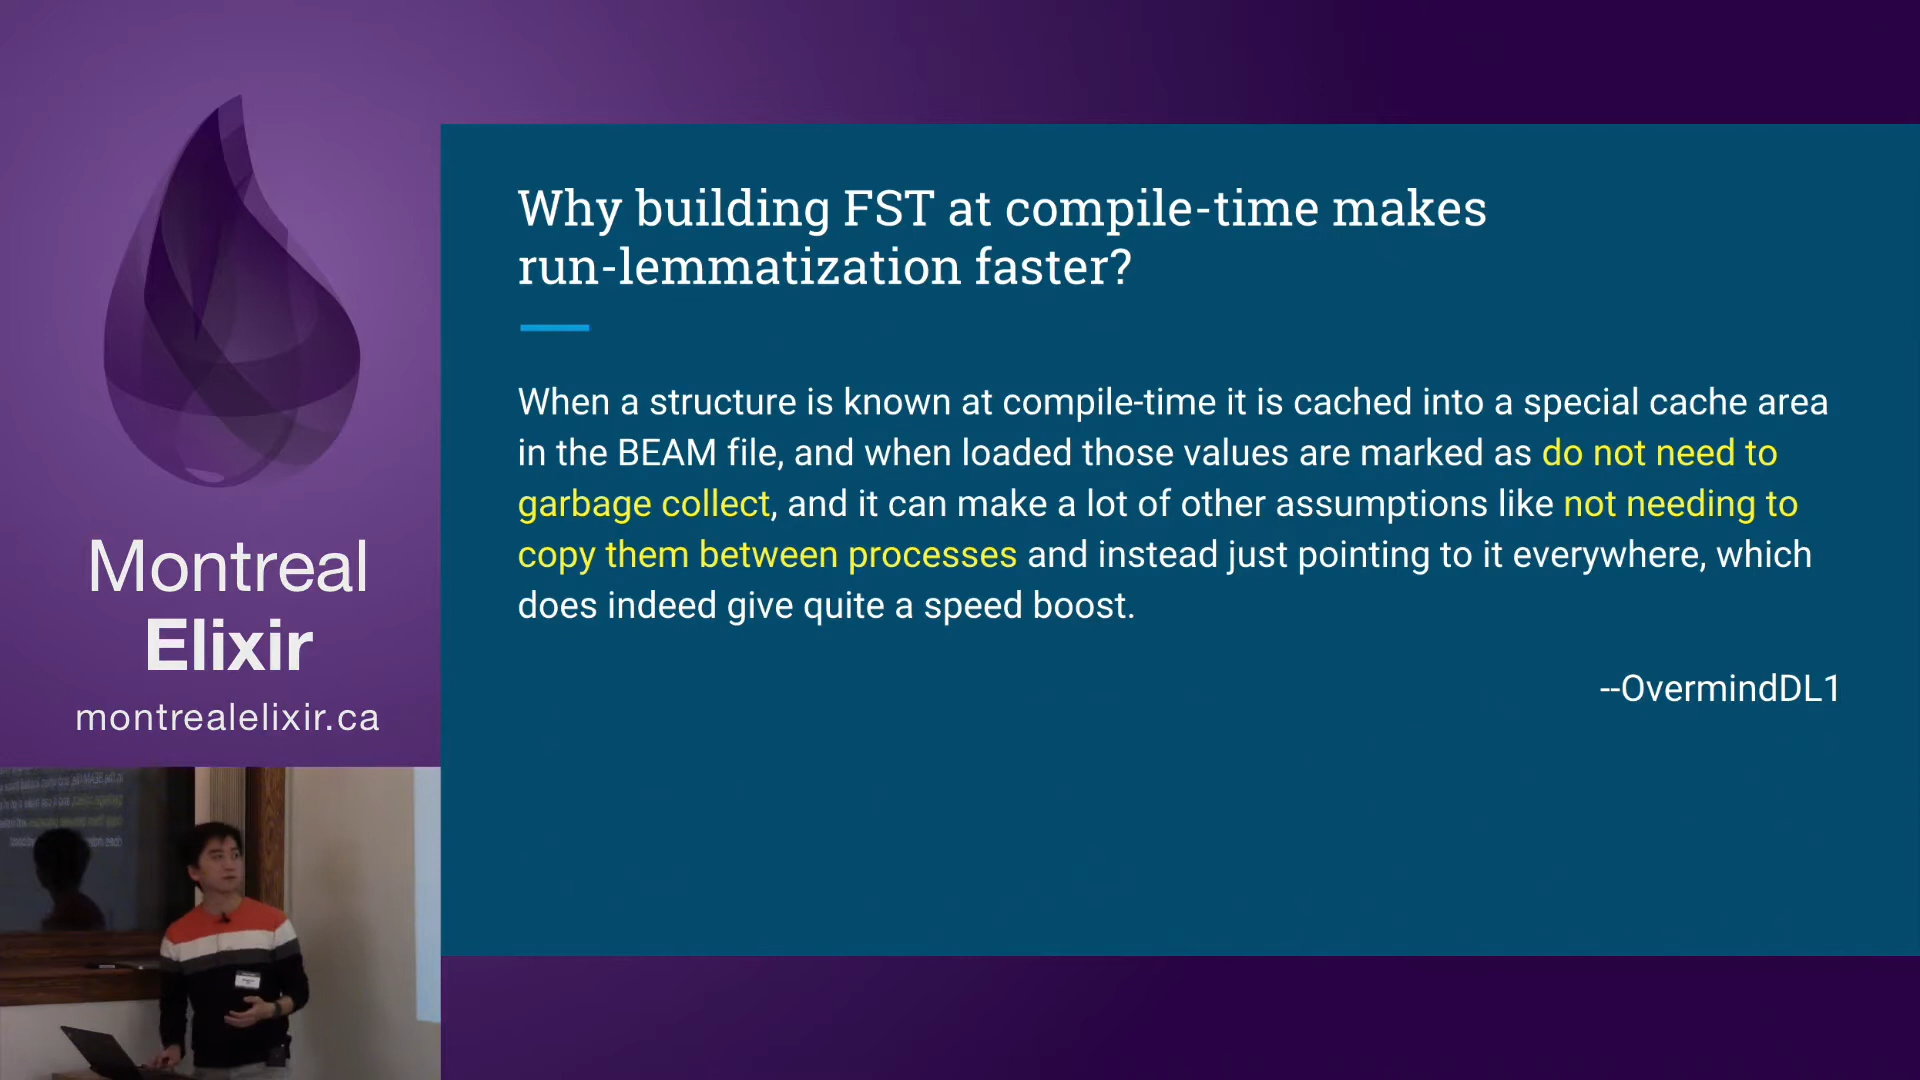 Montreal
Elixir
montrealelixir.ca
Why building FST at compile-time makes
run-lemmatization faster?
When a structure is known at compile-time it is cached into a special cache area
in the BEAM file, and when loaded those values are marked as do not need to
garbage collect, and it can make a lot of other assumptions like not needing to
copy them between processes and instead just pointing to it everywhere, which
does indeed give quite a speed boost.
--OvermindDL1